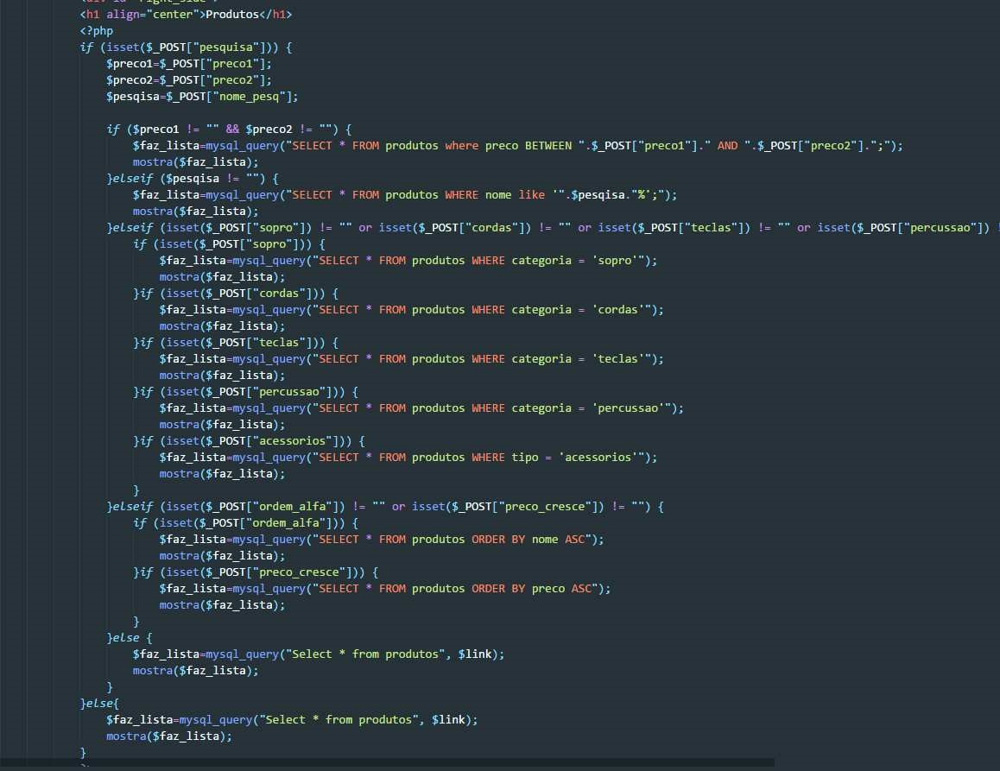 <h1 align="center">Produtos</h1>
<?php
if (isset($_POST["pesquisa"])) {
$preco1=$_POST["preco1"];
$preco2=$_POST["preco2"];
$pesqisa=$_POST["nome_pesq"];
if ($preco1 != "" && $preco2 != "") {
$faz_lista=mysql_query("SELECT * FROM produtos where preco BETWEEN ".$_POST["preco1"]." AND ".$_POST["preco2"].";");
mostra($faz_lista);
}elseif ($pesqisa != "") {
$faz_lista=mysql_query("SELECT * FROM produtos WHERE nome like '".$pesqisa."%';");
mostra($faz_lista);
}elseif (isset($_POST["sopro"]) != "" or isset($_POST["cordas"]) != "" or isset($_POST["teclas"]) != "" or isset($_POST["percussao"])
if (isset($_POST["sopro"])) {
$faz_lista=mysql_query("SELECT * FROM produtos WHERE categoria = 'sopro'");
mostra($faz_lista);
}if (isset($_POST["cordas"])) {
$faz_lista=mysql_query("SELECT * FROM produtos WHERE categoria = 'cordas'");
mostra($faz_lista);
}if (isset($_POST["teclas"])) {
$faz_lista=mysql_query("SELECT * FROM produtos WHERE categoria = 'teclas'");
mostra($faz_lista);
}if (isset($_POST["percussao"])) {
$faz_lista=mysql_query("SELECT * FROM produtos WHERE categoria = 'percussao'");
mostra($faz_lista);
}if (isset($_POST["acessorios"])) {
$faz_lista=mysql_query("SELECT * FROM produtos WHERE tipo = 'acessorios'");
mostra($faz_lista);
}
}elseif (isset($_POST["ordem_alfa"]) != "" or isset($_POST["preco_cresce"]) != "") {
if (isset($_POST["ordem_alfa"])) {
$faz_lista=mysql_query("SELECT * FROM produtos ORDER BY nome ASC");
mostra($faz_lista);
}if (isset($_POST["preco_cresce"])) {
$faz_lista=mysql_query("SELECT * FROM produtos ORDER BY preco ASC");
mostra($faz_lista);
}
}else {
$faz_lista=mysql_query("Select * from produtos", $link);
mostra($faz_lista);
}
}else{
$faz_lista=mysql_query("Select * from produtos", $link);
mostra($faz_lista);
}